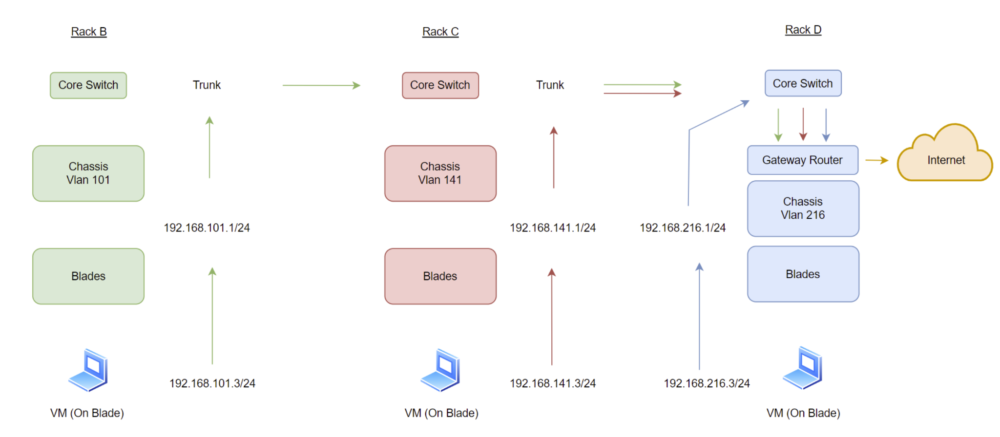 Rack B
Rack C
Rack D
Core Switch
Trunk
Core Switch
Trunk
Core Switch
Chassis
Vlan 101
Chassis
Vlan 141
Gateway Router
Internet
Chassis
Vlan 216
192.168.101.1/24
192.168.141.1/24
192.168.216.1/24
Blades
Blades
Blades
192.168.101.3/24
192.168.141.3/24
192.168.216.3/24
VM (On Blade)
VM (On Blade)
VM (On Blade)